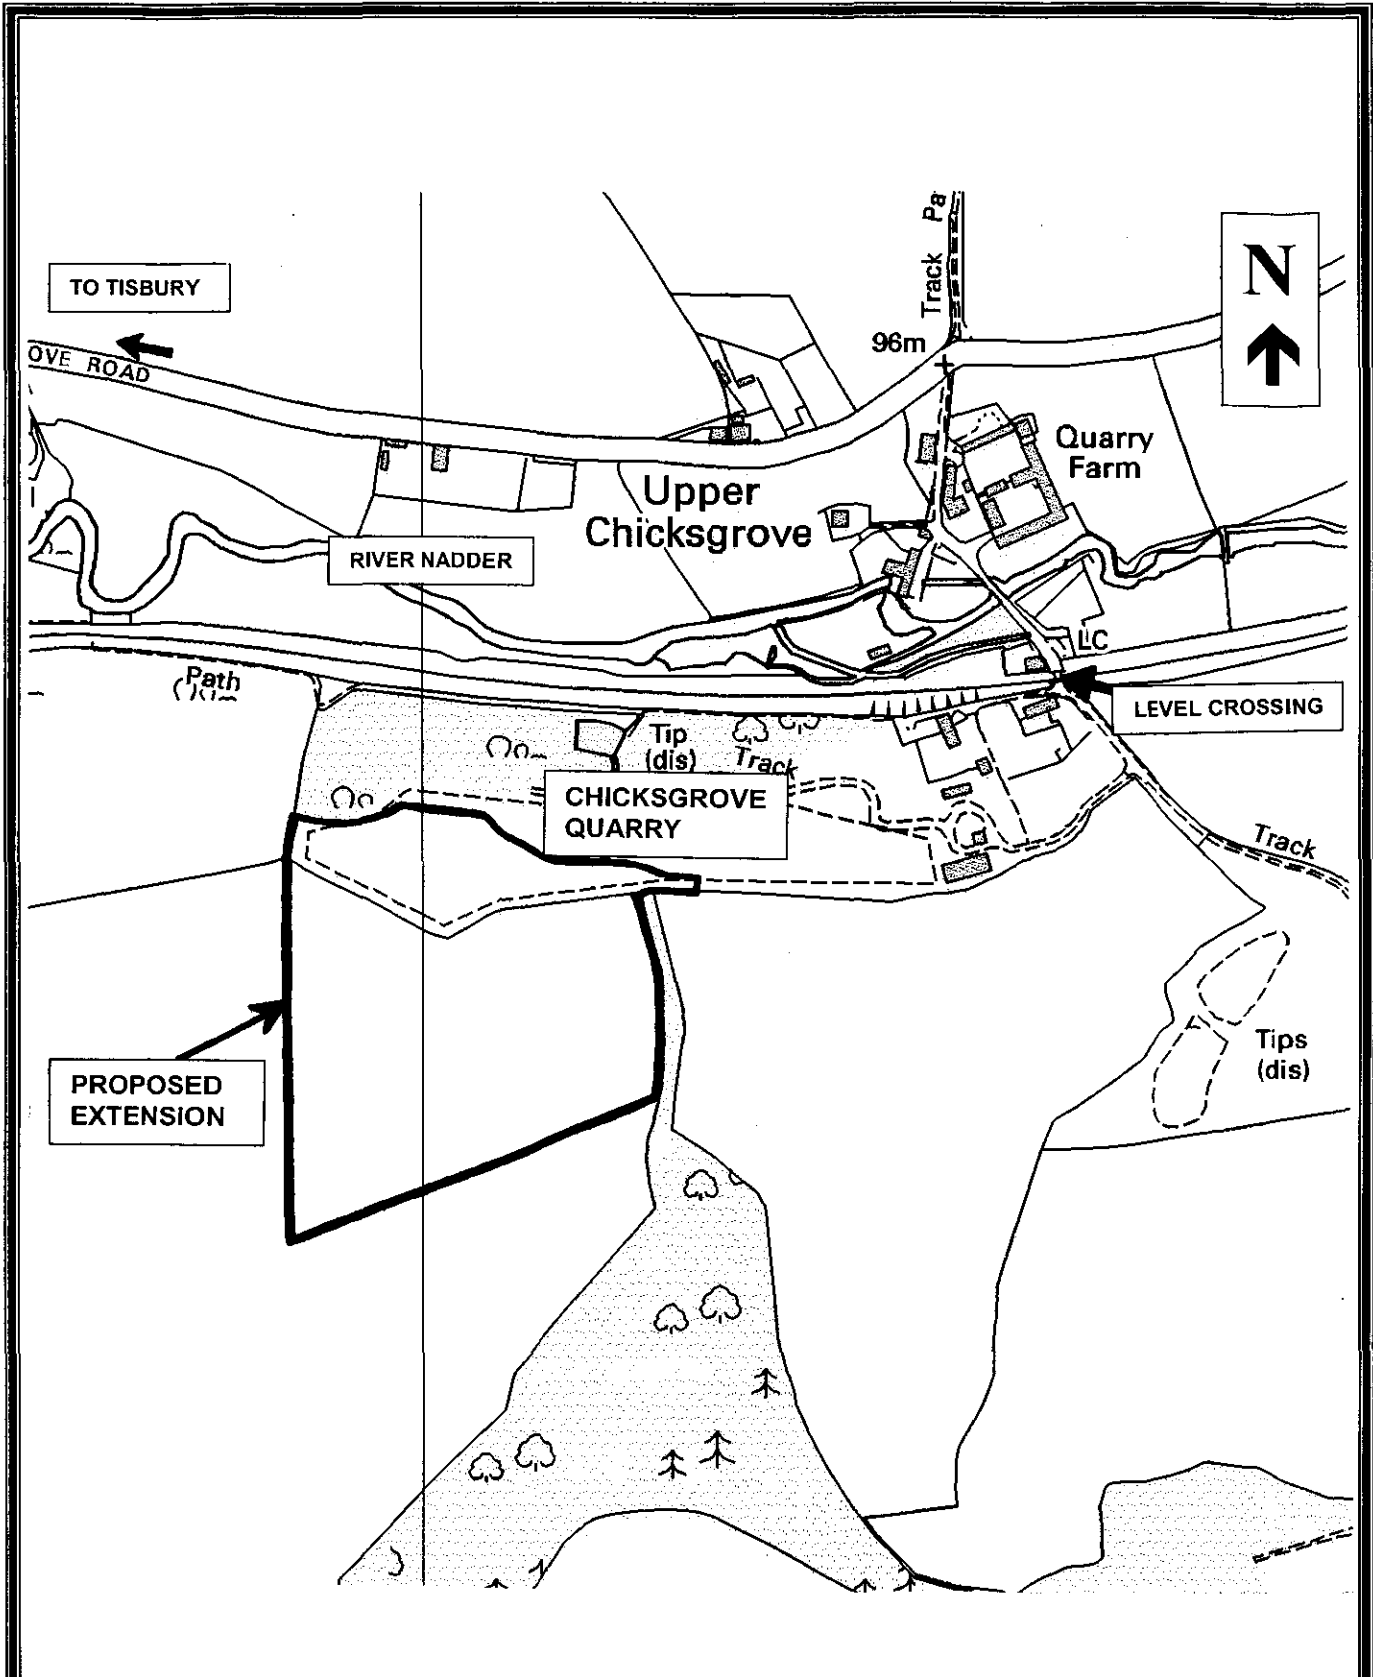 Track Pa
N
TO TISBURY
96m
OVE ROAD
Quarry
Farm
Upper
Chicksgrove
RIVER NADDER
LC
Path
LEVEL CROSSING
Tip
(dis)
Track
CHICKSGROVE
QUARRY
Track
Tips
(dis)
PROPOSED
EXTENSION